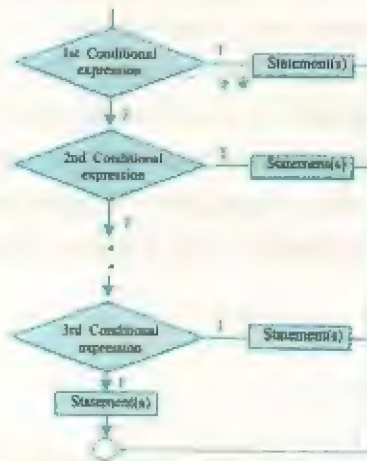 1st Conditional
expression
Statement(s)
2nd Conditional
expression
Statement(s)
3rd Conditional
expression
Statement(s)
Statement(s)